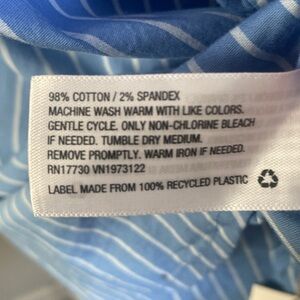 98% COTTON / 2% SPANDEX
MACHINE WASH WARM WITH LIKE COLORS.
GENTLE CYCLE. ONLY NON-CHLORINE BLEACH
IF NEEDED. TUMBLE DRY MEDIUM.
REMOVE PROMPTLY. WARM IRON IF NEEDED.
RN17730 VN1973122
LABEL MADE FROM 100% RECYCLED PLASTIC